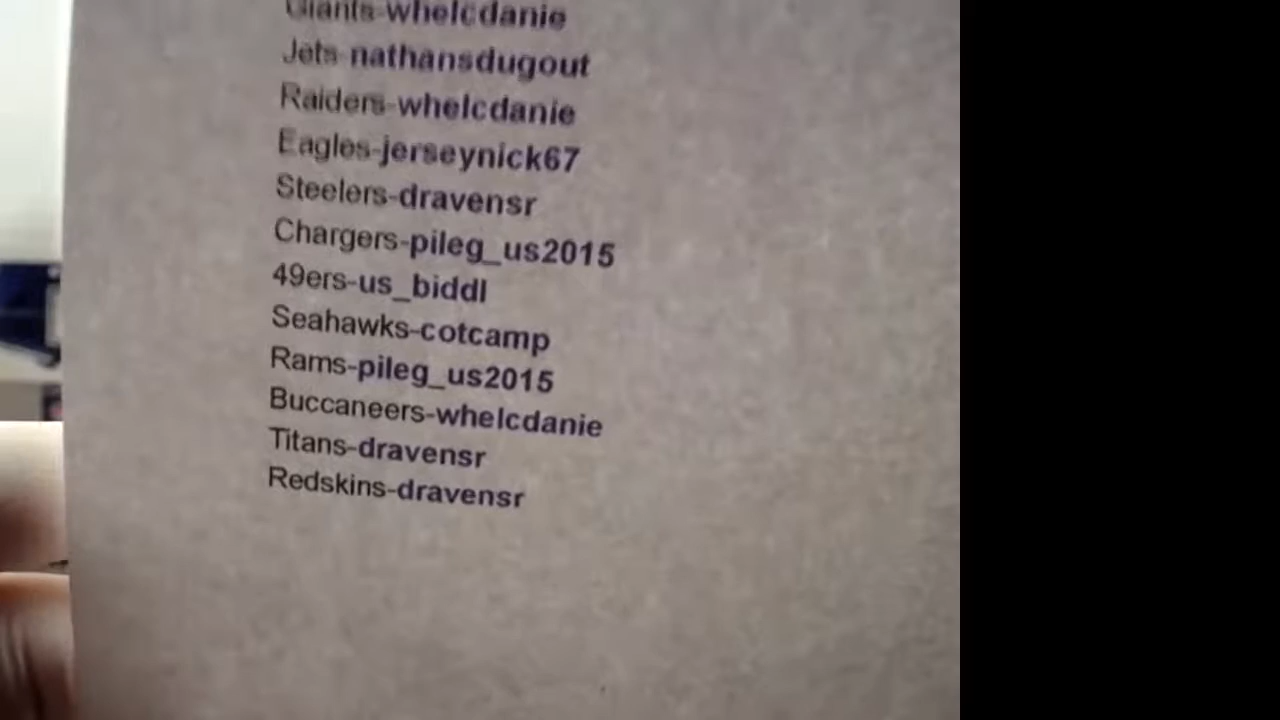 Giants-whelcdanie
Jets-nathansdugout
Raiders-whelcdanie
Eagles-jerseynick67
Steelers-dravensr
Chargers-pileg_us2015
49ers-us_biddl
Seahawks-cotcamp
Rams-pileg_us2015
Buccaneers-whelcdanie
Titans-dravensr
Redskins-dravensr